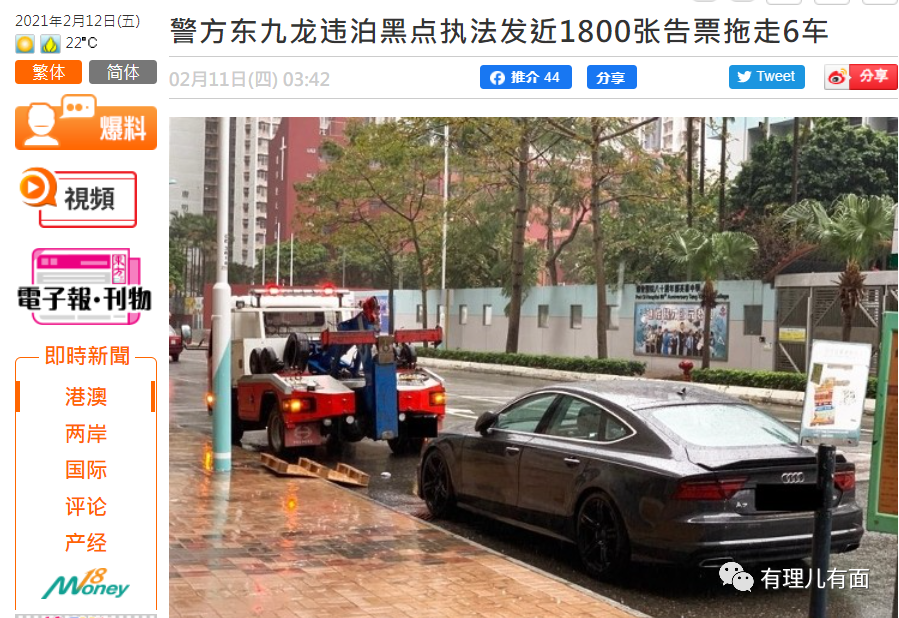 2021年2月12日(五)
22°C
繁体
简体
爆料
視頻
東方
電子報·刊物
即時新聞
港澳
两岸
国际
评论
产经
18
Money
警方东九龙违泊黑点执法发近1800张告票拖走6车
02月11日(四) 03:42
推介 44
分享
Tweet
分享
A7
有理儿有面